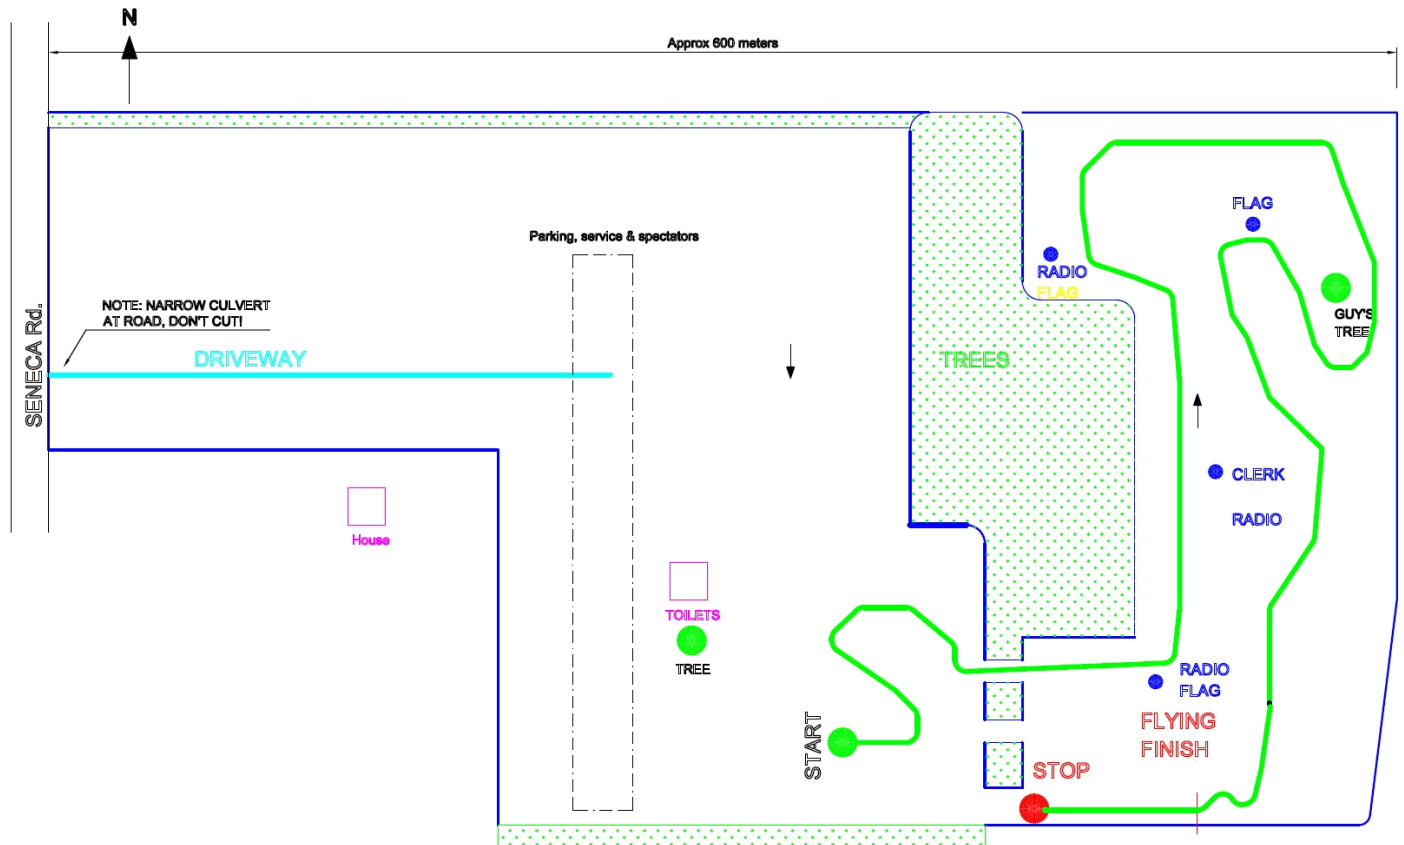 N
Approx 600 meters
FLAG
Parking, service & spectators
RADIO
FLAG
NOTE: NARROW CULVERT
AT ROAD, DON'T CUT!
GUY'S
TREE
SENECA Rd.
DRIVEWAY
TREES
CLERK
RADIO
House
TOILETS
TREE
RADIO
FLAG
START
FLYING
FINISH
STOP